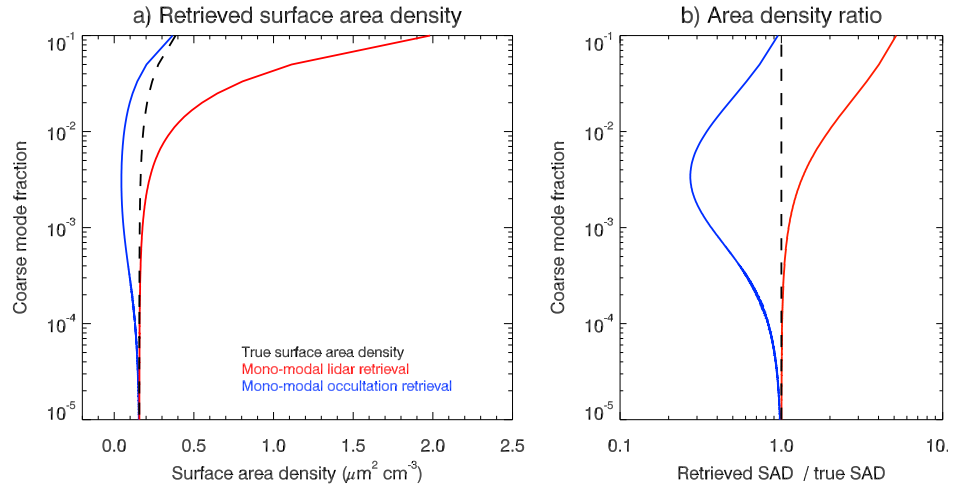 a) Retrieved surface area density
10⁻¹
10⁻²
10⁻³
10⁻⁴
10⁻⁵
Coarse mode fraction
True surface area density
Mono-modal lidar retrieval
Mono-modal occultation retrieval
0.0 0.5 1.0 1.5 2.0 2.5
Surface area density (μm² cm⁻³)
b) Area density ratio
10⁻¹
10⁻²
10⁻³
10⁻⁴
10⁻⁵
Coarse mode fraction
0.1 1.0 10.
Retrieved SAD / true SAD